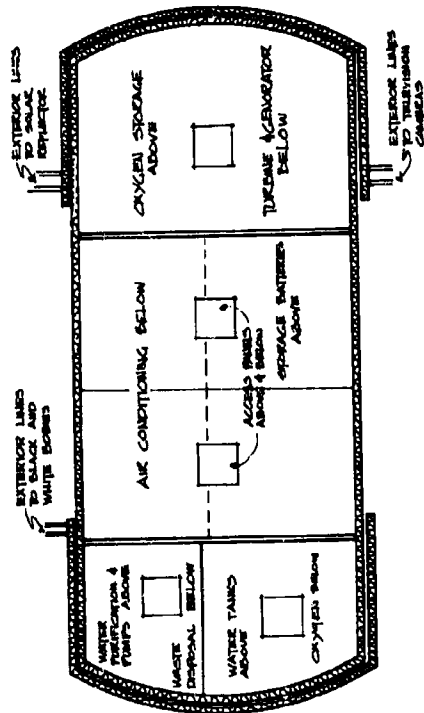 EXTERIOR LINES
TO SOLAR
REFLECTOR
OXYGEN STORAGE
ABOVE
TURBINE & GENERATOR
BELOW
EXTERIOR LINES
TO TELEVISION
CAMERAS
AIR CONDITIONING BELOW
ACCESS PANELS
ABOVE & BELOW
STORAGE BATTERIES
ABOVE
EXTERIOR LINES
TO BLACK AND
WHITE BODIES
WATER
PURIFICATION &
PUMPS ABOVE
WASTE
DISPOSAL BELOW
WATER TANKS
ABOVE
OXYGEN BELOW